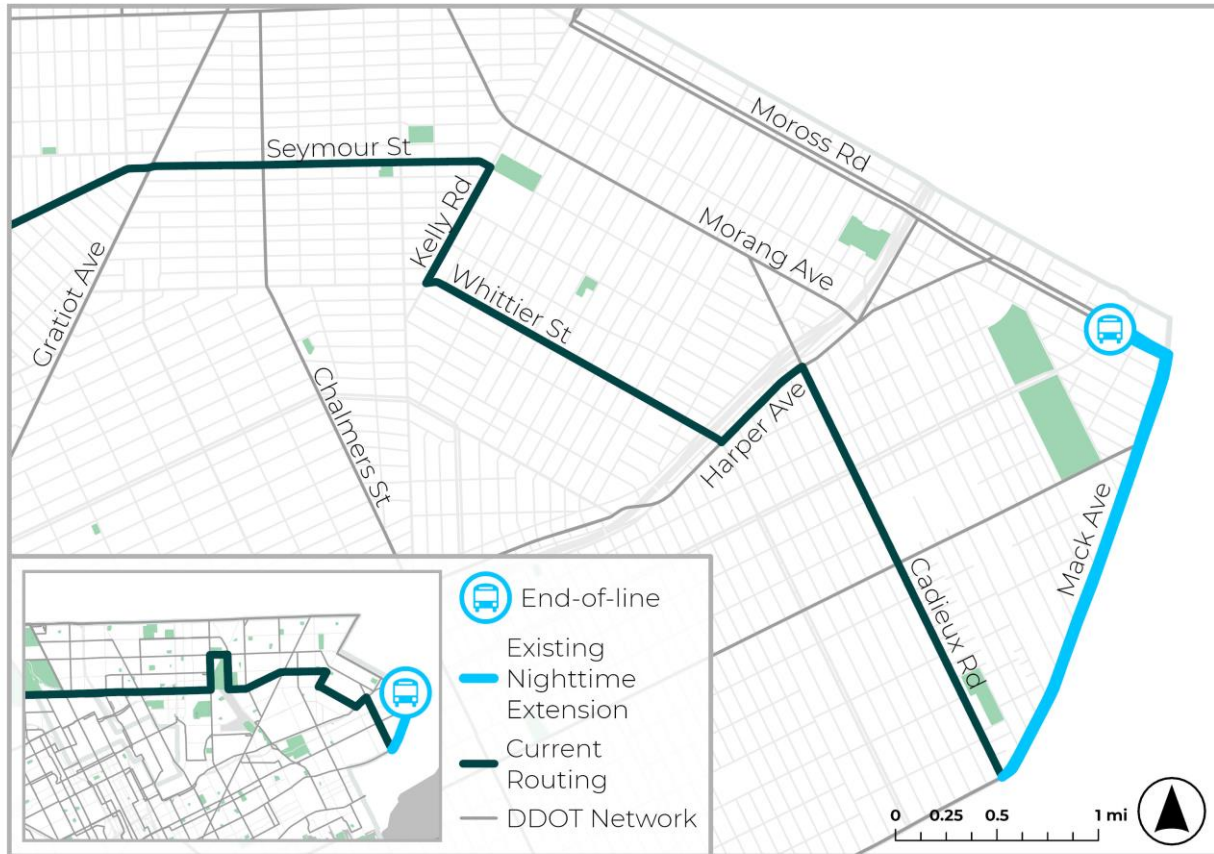 Moross Rd
Seymour St
Kelly Rd
Morang Ave
Gratiot Ave
Whittier St
Chalmers St
Harper Ave
Mack Ave
Cadieux Rd
End-of-line
Existing
Nighttime
Extension
Current
Routing
DDOT Network
0 0.25 0.5 1 mi